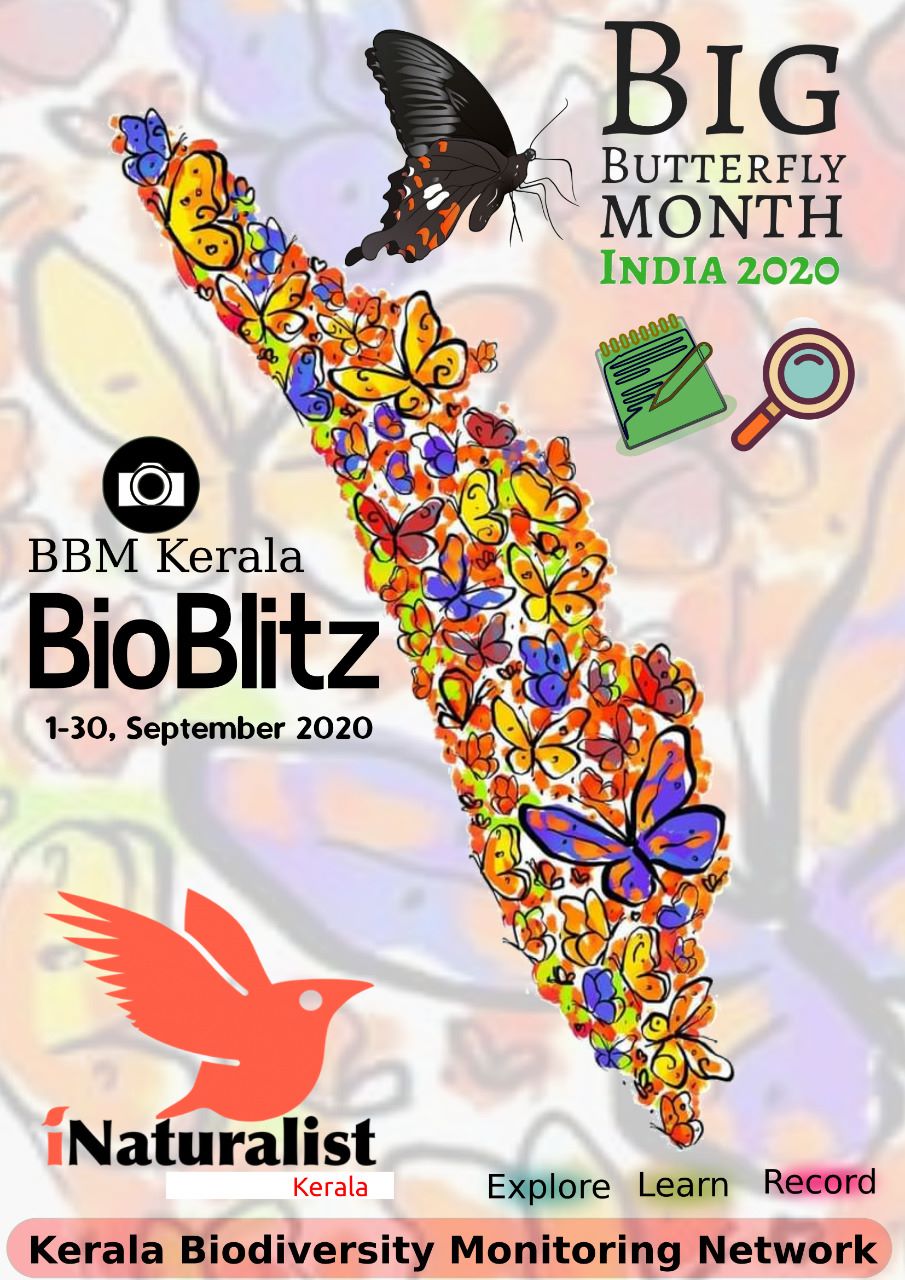 Big
Butterfly
MONTH
India 2020
BBM Kerala
BioBlitz
1-30, September 2020
iNaturalist
Kerala
Explore Learn Record
Kerala Biodiversity Monitoring Network